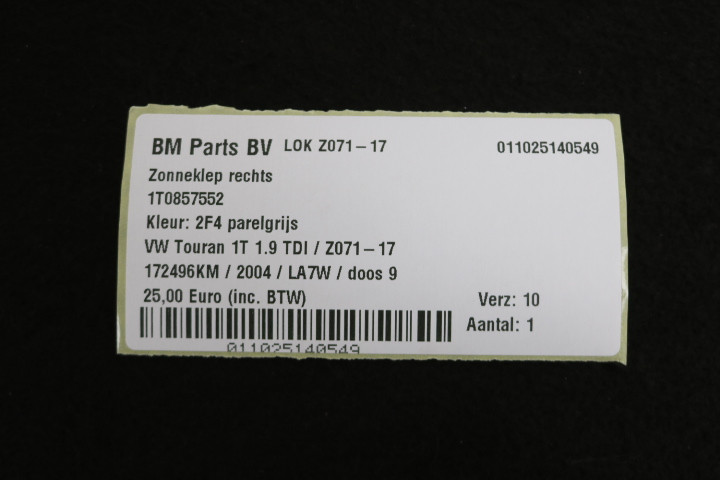 BM Parts BV LOK Z071-17 011025140549
Zonneklep rechts
1T0857552
Kleur: 2F4 parelgrijs
VW Touran 1T 1.9 TDI / Z071-17
172496KM / 2004 / LA7W / doos 9
25,00 Euro (inc. BTW) Verz: 10
Aantal: 1
011025140549